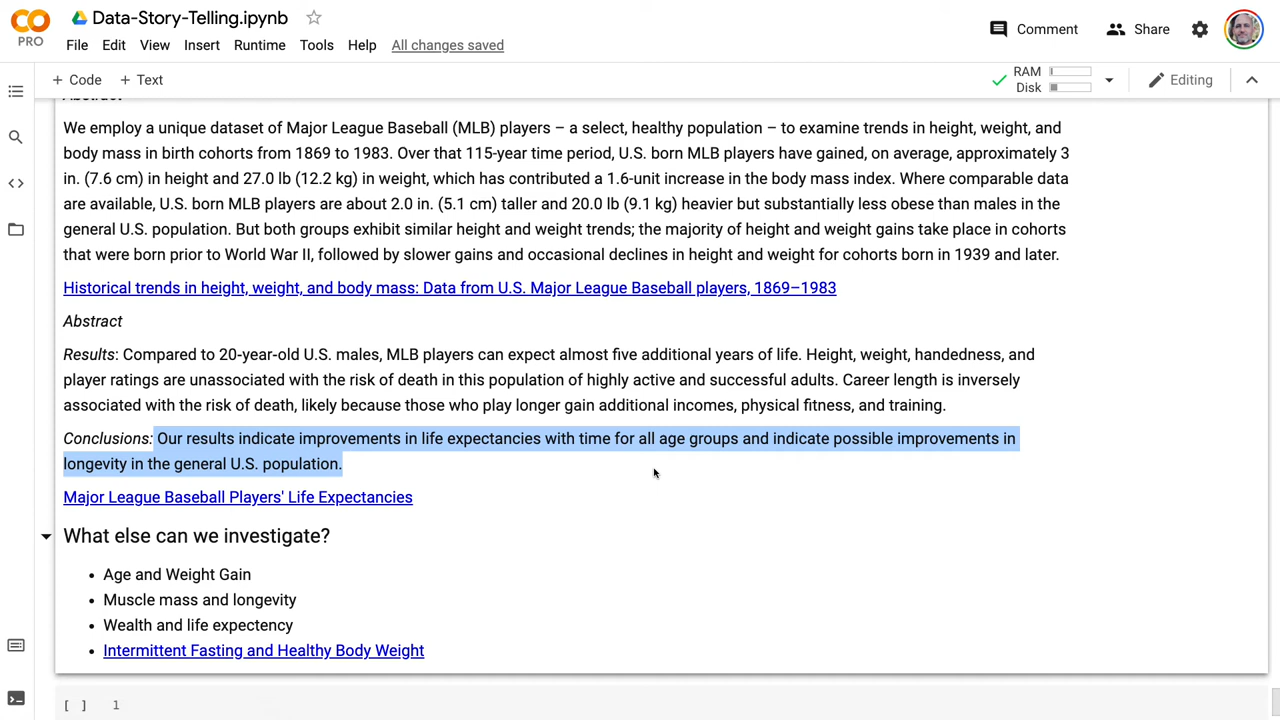 Data-Story-Telling.ipynb
PRO
File Edit View Insert Runtime Tools Help All changes saved
Comment Share
+ Code + Text
RAM
Disk
Editing
Abstract
We employ a unique dataset of Major League Baseball (MLB) players – a select, healthy population – to examine trends in height, weight, and
body mass in birth cohorts from 1869 to 1983. Over that 115-year time period, U.S. born MLB players have gained, on average, approximately 3
in. (7.6 cm) in height and 27.0 lb (12.2 kg) in weight, which has contributed a 1.6-unit increase in the body mass index. Where comparable data
are available, U.S. born MLB players are about 2.0 in. (5.1 cm) taller and 20.0 lb (9.1 kg) heavier but substantially less obese than males in the
general U.S. population. But both groups exhibit similar height and weight trends; the majority of height and weight gains take place in cohorts
that were born prior to World War II, followed by slower gains and occasional declines in height and weight for cohorts born in 1939 and later.
Historical trends in height, weight, and body mass: Data from U.S. Major League Baseball players, 1869–1983
Abstract
Results: Compared to 20-year-old U.S. males, MLB players can expect almost five additional years of life. Height, weight, handedness, and
player ratings are unassociated with the risk of death in this population of highly active and successful adults. Career length is inversely
associated with the risk of death, likely because those who play longer gain additional incomes, physical fitness, and training.
Conclusions: Our results indicate improvements in life expectancies with time for all age groups and indicate possible improvements in
longevity in the general U.S. population.
Major League Baseball Players' Life Expectancies
What else can we investigate?
• Age and Weight Gain
• Muscle mass and longevity
• Wealth and life expectency
• Intermittent Fasting and Healthy Body Weight
[ ] 1